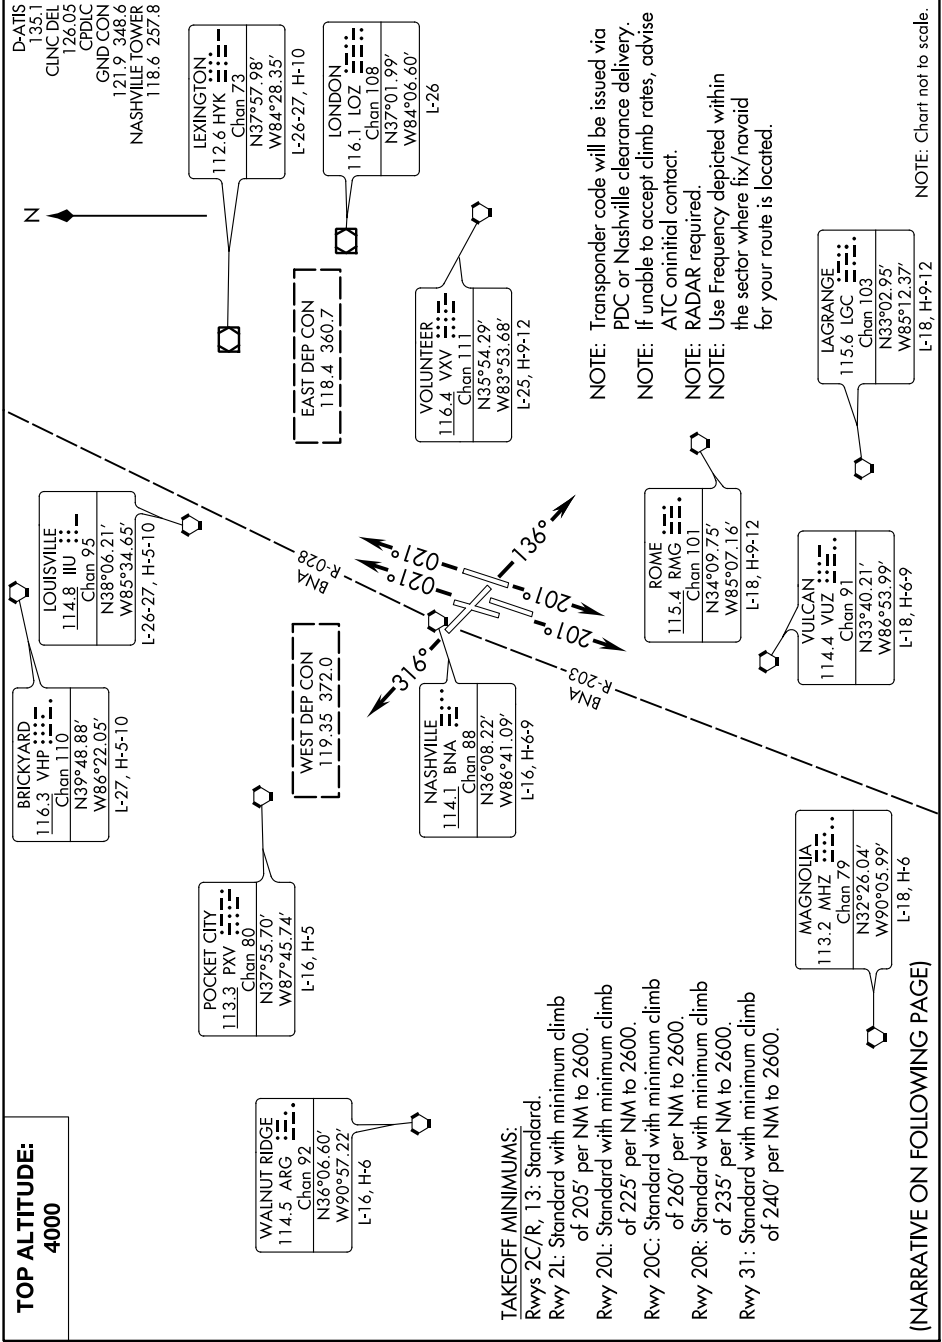 TOP ALTITUDE:
4000
D-ATIS
135.1
CLNC DEL
126.05
CPDLC
GND CON
121.9 348.6
NASHVILLE TOWER
118.6 257.8
N
BRICKYARD
116.3 VHP
Chan 110
N39°48.88′
W86°22.05′
L-27, H-5-10
LOUISVILLE
114.8 IIU
Chan 95
N38°06.21′
W85°34.65′
L-26-27, H-5-10
LEXINGTON
112.6 HYK
Chan 73
N37°57.98′
W84°28.35′
L-26-27, H-10
LONDON
116.1 LOZ
Chan 108
N37°01.99′
W84°06.60′
L-26
POCKET CITY
113.3 PXV
Chan 80
N37°55.70′
W87°45.74′
L-16, H-5
WALNUT RIDGE
114.5 ARG
Chan 92
N36°06.60′
W90°57.22′
L-16, H-6
WEST DEP CON
119.35 372.0
EAST DEP CON
118.4 360.7
BNA
R-028
VOLUNTEER
116.4 VXV
Chan 111
N35°54.29′
W83°53.68′
L-25, H-9-12
NASHVILLE
114.1 BNA
Chan 88
N36°08.22′
W86°41.09′
L-16, H-6-9
316°
021°
021°
136°
201°
201°
BNA
R-203
TAKEOFF MINIMUMS:
Rwys 2C/R, 13: Standard.
Rwy 2L: Standard with minimum climb
of 205′ per NM to 2600.
Rwy 20L: Standard with minimum climb
of 225′ per NM to 2600.
Rwy 20C: Standard with minimum climb
of 260′ per NM to 2600.
Rwy 20R: Standard with minimum climb
of 235′ per NM to 2600.
Rwy 31: Standard with minimum climb
of 240′ per NM to 2600.
NOTE: Transponder code will be issued via
PDC or Nashville clearance delivery.
NOTE: If unable to accept climb rates, advise
ATC oninitial contact.
NOTE: RADAR required.
NOTE: Use Frequency depicted within
the sector where fix/navaid
for your route is located.
ROME
115.4 RMG
Chan 101
N34°09.75′
W85°07.16′
L-18, H-9-12
VULCAN
114.4 VUZ
Chan 91
N33°40.21′
W86°53.99′
L-18, H-6-9
LAGRANGE
115.6 LGC
Chan 103
N33°02.95′
W85°12.37′
L-18, H-9-12
MAGNOLIA
113.2 MHZ
Chan 79
N32°26.04′
W90°05.99′
L-18, H-6
(NARRATIVE ON FOLLOWING PAGE)
NOTE: Chart not to scale.